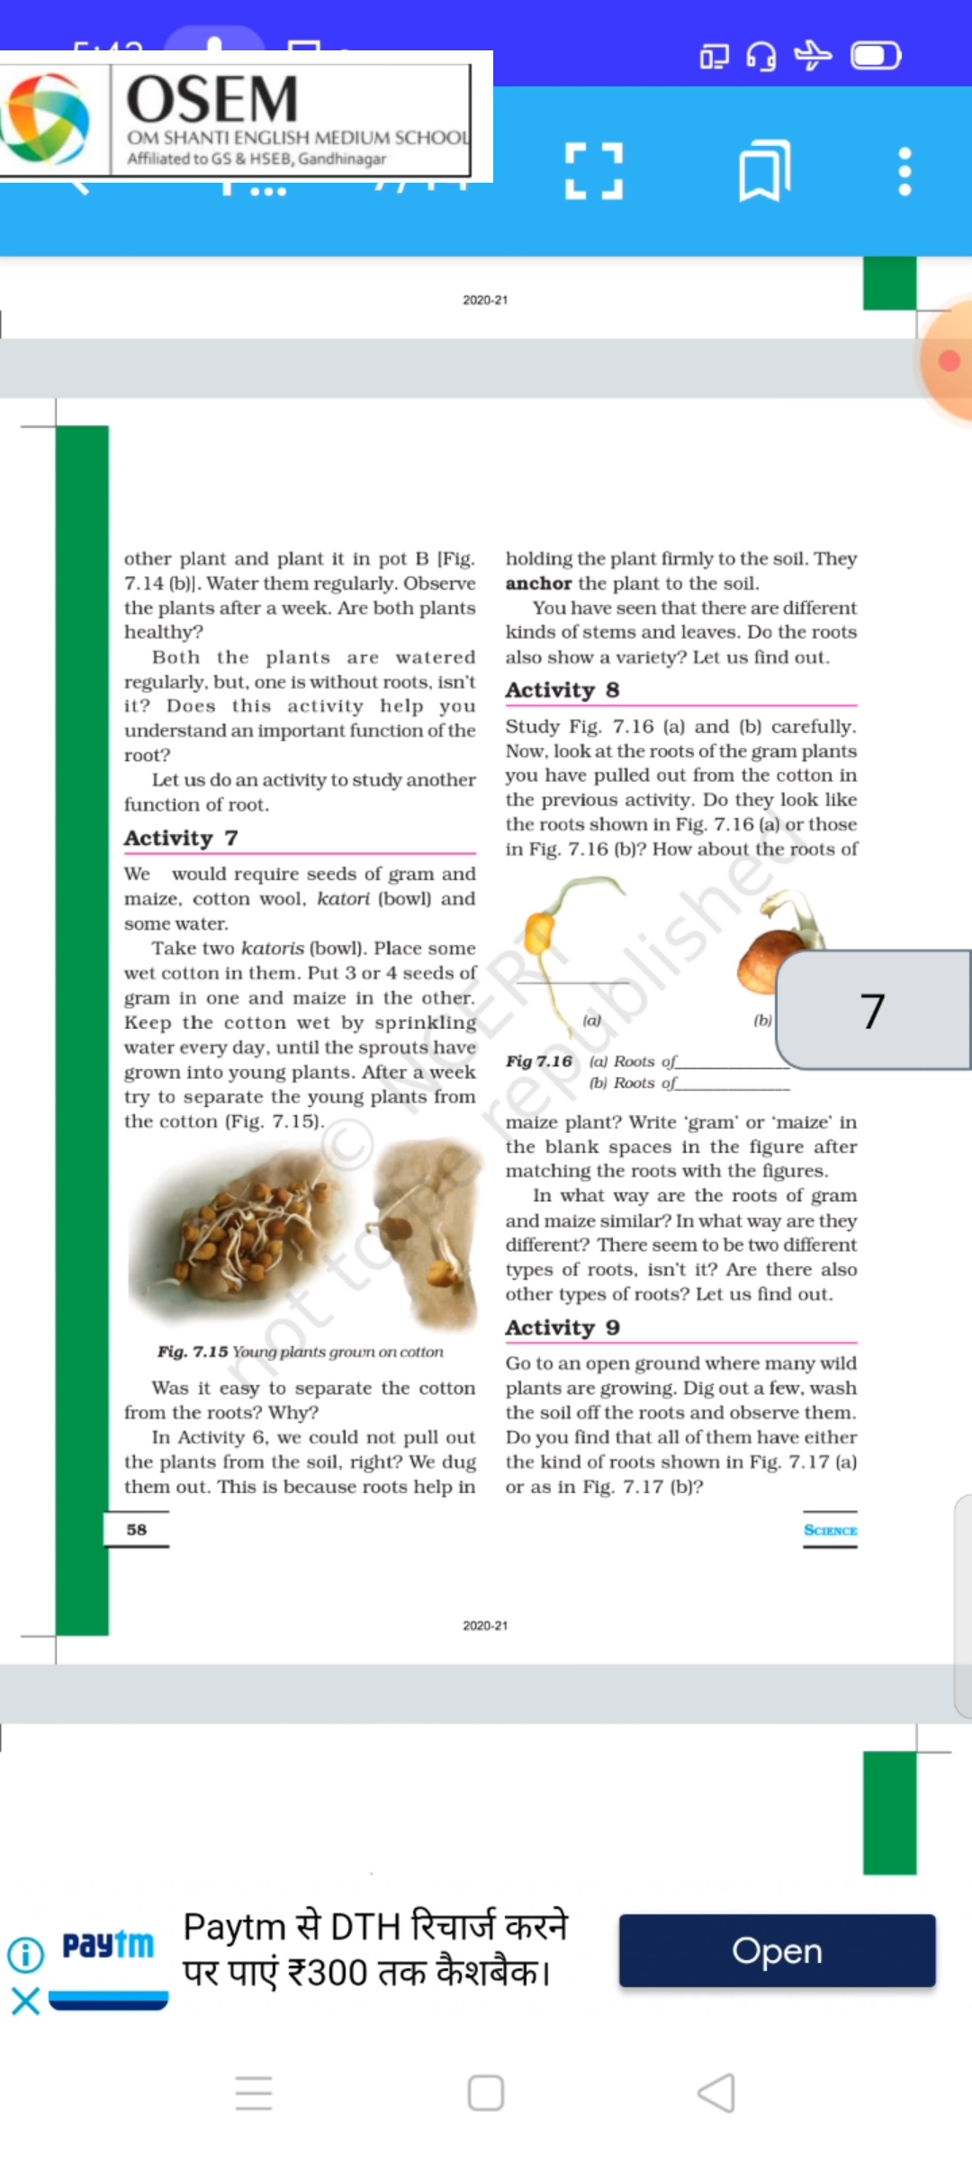 OSEM
OM SHANTI ENGLISH MEDIUM SCHOOL
Affiliated to GS & HSEB, Gandhinagar
2020-21
other plant and plant it in pot B [Fig.
7.14 (b)]. Water them regularly. Observe
the plants after a week. Are both plants
healthy?
Both the plants are watered
regularly, but, one is without roots, isn't
it? Does this activity help you
understand an important function of the
root?
Let us do an activity to study another
function of root.
Activity 7
We would require seeds of gram and
maize, cotton wool, katori (bowl) and
some water.
Take two katoris (bowl). Place some
wet cotton in them. Put 3 or 4 seeds of
gram in one and maize in the other.
Keep the cotton wet by sprinkling
water every day, until the sprouts have
grown into young plants. After a week
try to separate the young plants from
the cotton (Fig. 7.15).
Fig. 7.15 Young plants grown on cotton
Was it easy to separate the cotton
from the roots? Why?
In Activity 6, we could not pull out
the plants from the soil, right? We dug
them out. This is because roots help in
holding the plant firmly to the soil. They
anchor the plant to the soil.
You have seen that there are different
kinds of stems and leaves. Do the roots
also show a variety? Let us find out.
Activity 8
Study Fig. 7.16 (a) and (b) carefully.
Now, look at the roots of the gram plants
you have pulled out from the cotton in
the previous activity. Do they look like
the roots shown in Fig. 7.16 (a) or those
in Fig. 7.16 (b)? How about the roots of
(a)
(b)
7
Fig 7.16 (a) Roots of____________
(b) Roots of____________
maize plant? Write 'gram' or 'maize' in
the blank spaces in the figure after
matching the roots with the figures.
In what way are the roots of gram
and maize similar? In what way are they
different? There seem to be two different
types of roots, isn't it? Are there also
other types of roots? Let us find out.
Activity 9
Go to an open ground where many wild
plants are growing. Dig out a few, wash
the soil off the roots and observe them.
Do you find that all of them have either
the kind of roots shown in Fig. 7.17 (a)
or as in Fig. 7.17 (b)?
© NCERT
not to be republished
58
SCIENCE
2020-21
paytm
Paytm से DTH रिचार्ज करने
पर पाएं ₹300 तक कैशबैक।
Open